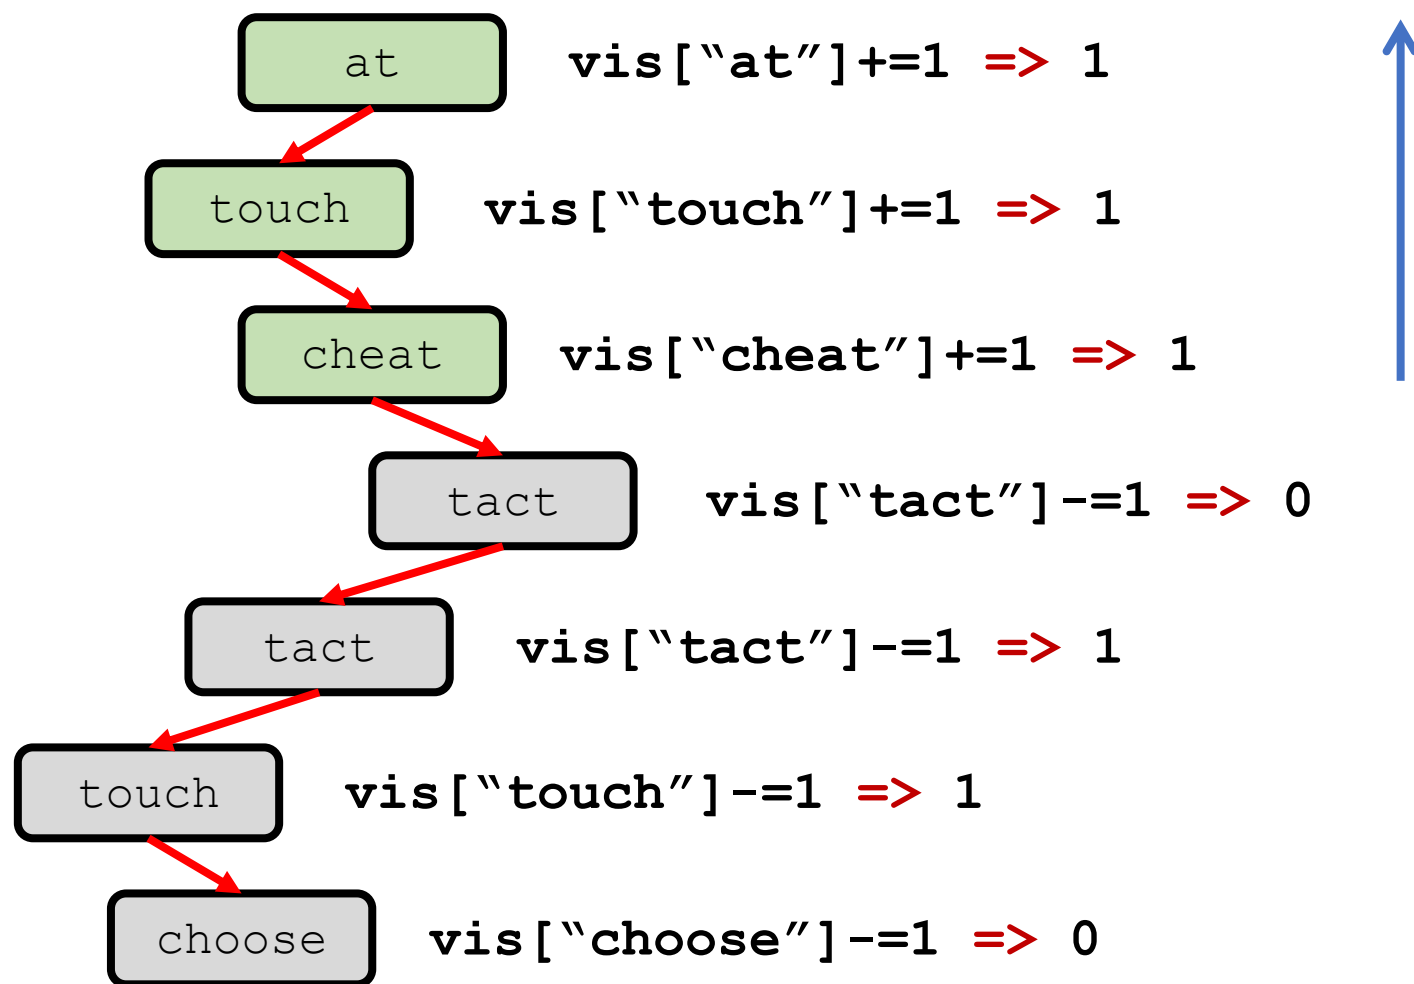 at vis[“at”]+=1 => 1
touch vis[“touch”]+=1 => 1
cheat vis[“cheat”]+=1 => 1
tact vis[“tact”]-=1 => 0
tact vis[“tact”]-=1 => 1
touch vis[“touch”]-=1 => 1
choose vis[“choose”]-=1 => 0